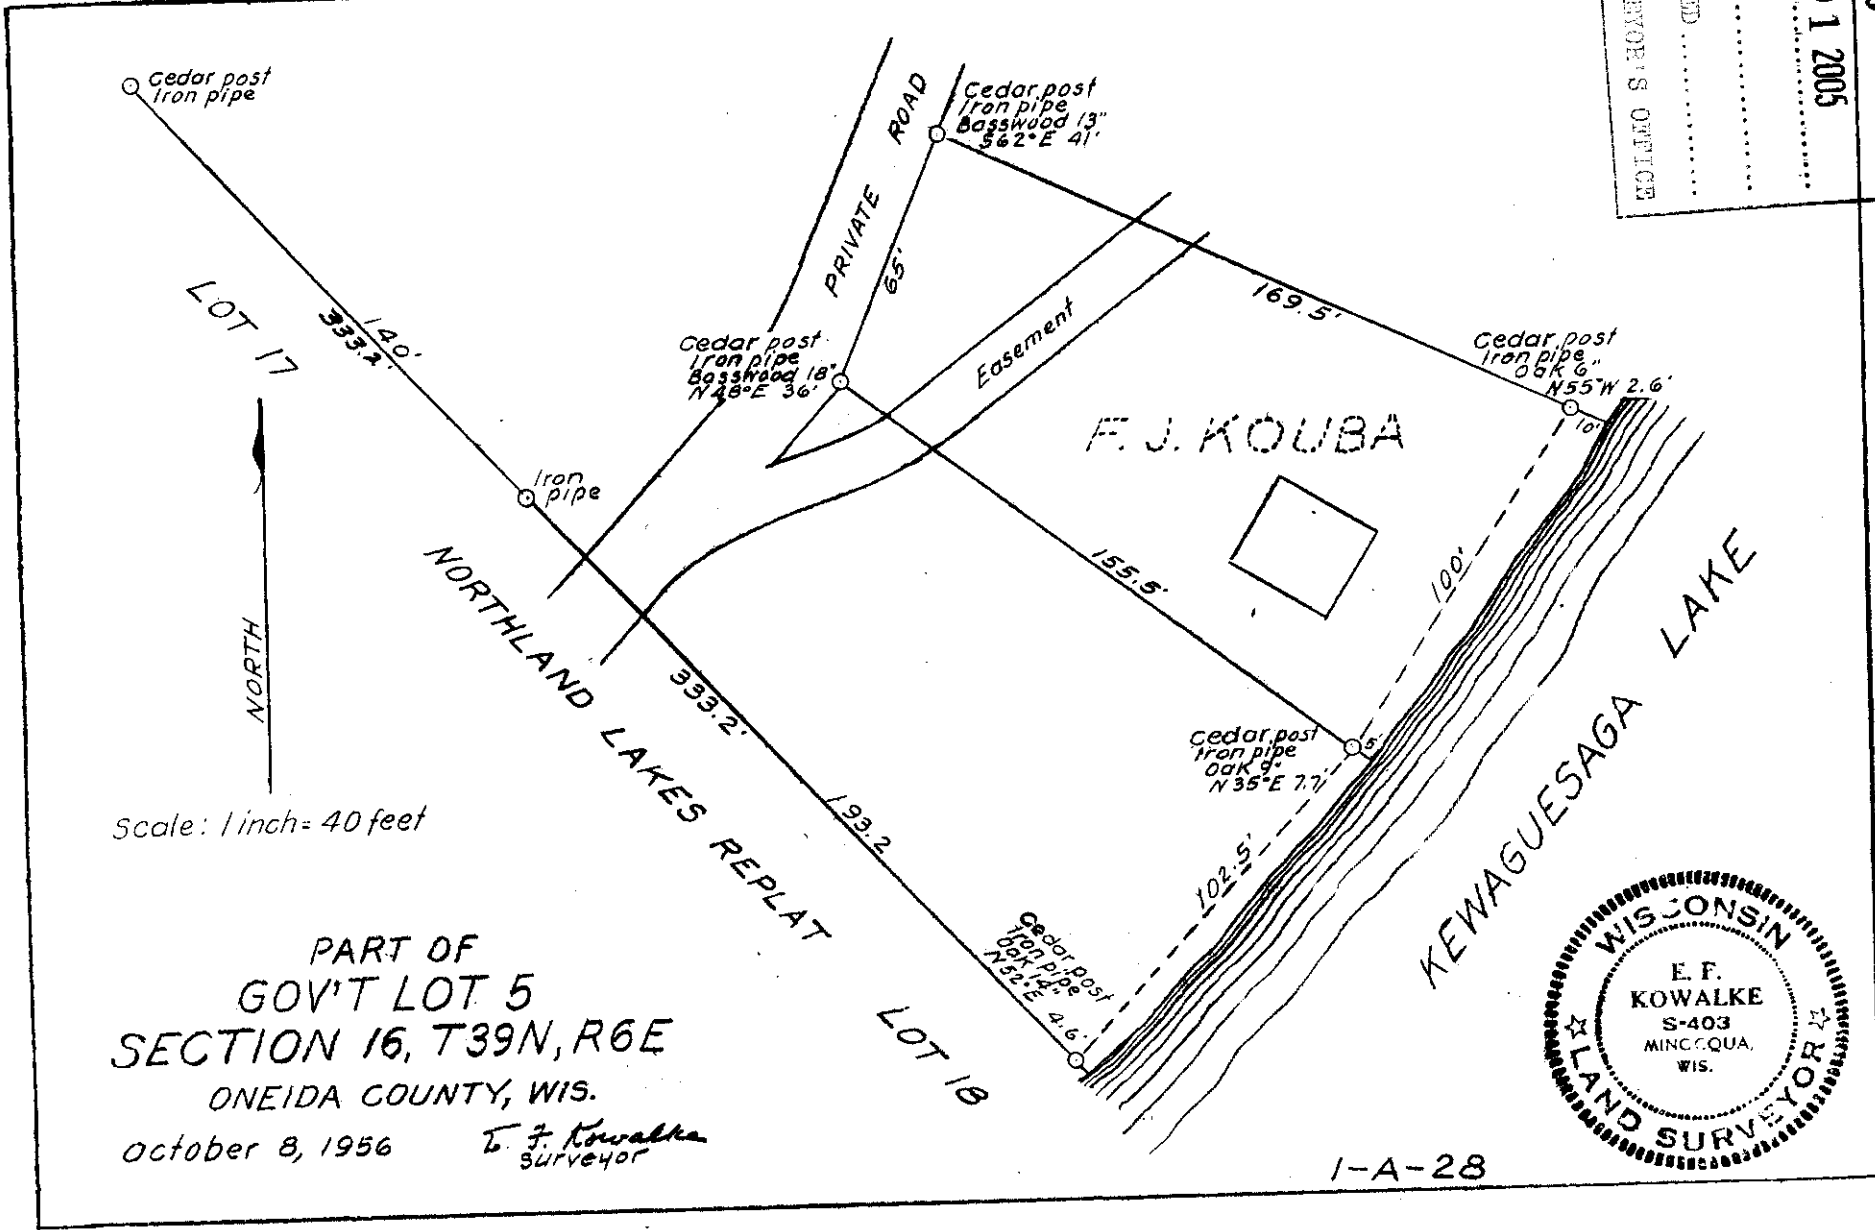 Cedar post
Iron pipe
PRIVATE ROAD
Cedar post
Iron pipe
Basswood 13"
S62°E 41'
1 2005
OFFICE
LOT 17
140'
333.2'
65'
169.5'
Easement
Cedar post
Iron pipe
Basswood 18"
N48°E 36'
Cedar post
Iron pipe
Oak 6"
N55°W 2.6'
10'
F. J. KOUBA
Iron
pipe
NORTH
155.5'
100'
NORTHLAND LAKES REPLAT
333.2'
193.2
Cedar post
Iron pipe
Oak 9"
N35°E 7.7'
5'
KEWAGUESAGA LAKE
Scale: 1 inch = 40 feet
102.5'
Cedar post
Iron pipe
Oak 14"
N52°E 4.6'
LOT 18
PART OF
GOV'T LOT 5
SECTION 16, T39N, R6E
ONEIDA COUNTY, WIS.
October 8, 1956
E. F. Kowalke
Surveyor
WISCONSIN
E. F.
KOWALKE
S-403
MINOCQUA,
WIS.
LAND SURVEYOR
1-A-28